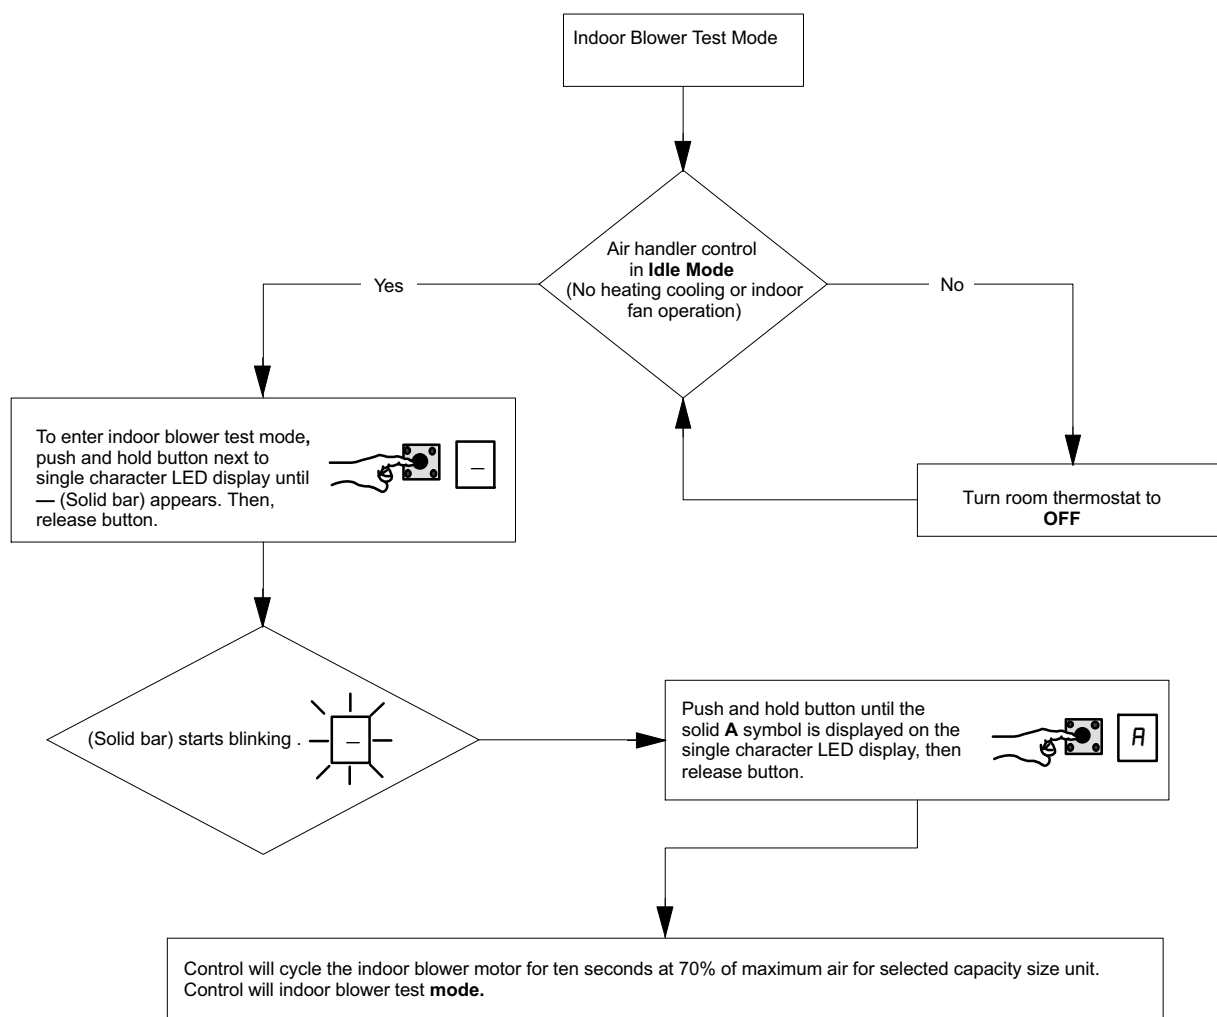 Indoor Blower Test Mode
Air handler control
in Idle Mode
(No heating cooling or indoor
fan operation)
Yes
No
To enter indoor blower test mode,
push and hold button next to
single character LED display until
— (Solid bar) appears. Then,
release button.
–
Turn room thermostat to
OFF
(Solid bar) starts blinking .
–
Push and hold button until the
solid A symbol is displayed on the
single character LED display, then
release button.
A
Control will cycle the indoor blower motor for ten seconds at 70% of maximum air for selected capacity size unit.
Control will indoor blower test mode.